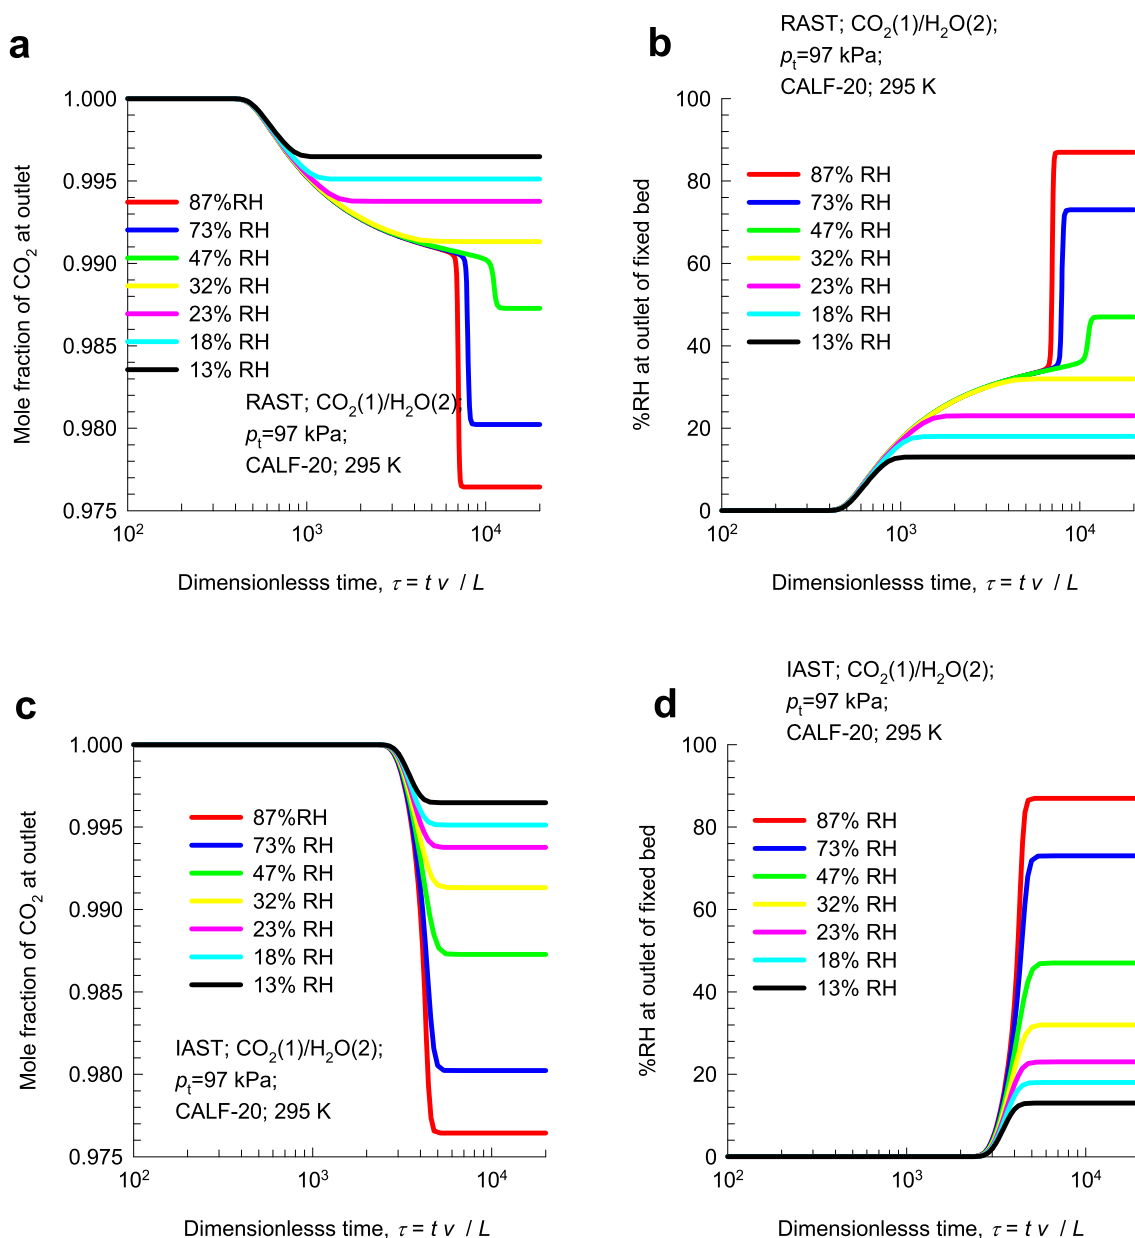 a
1.000
0.995
0.990
0.985
0.980
0.975
Mole fraction of CO2 at outlet
87%RH
73% RH
47% RH
32% RH
23% RH
18% RH
13% RH
RAST; CO2(1)/H2O(2);
pt=97 kPa;
CALF-20; 295 K
10^2 10^3 10^4
Dimensionlesss time, τ = t v / L
b
RAST; CO2(1)/H2O(2);
pt=97 kPa;
CALF-20; 295 K
100
80
60
40
20
0
%RH at outlet of fixed bed
87% RH
73% RH
47% RH
32% RH
23% RH
18% RH
13% RH
10^2 10^3 10^4
Dimensionlesss time, τ = t v / L
c
1.000
0.995
0.990
0.985
0.980
0.975
Mole fraction of CO2 at outlet
87%RH
73% RH
47% RH
32% RH
23% RH
18% RH
13% RH
IAST; CO2(1)/H2O(2);
pt=97 kPa;
CALF-20; 295 K
10^2 10^3 10^4
Dimensionlesss time, τ = t v / L
d
IAST; CO2(1)/H2O(2);
pt=97 kPa;
CALF-20; 295 K
100
80
60
40
20
0
%RH at outlet of fixed bed
87% RH
73% RH
47% RH
32% RH
23% RH
18% RH
13% RH
10^2 10^3 10^4
Dimensionlesss time, τ = t v / L